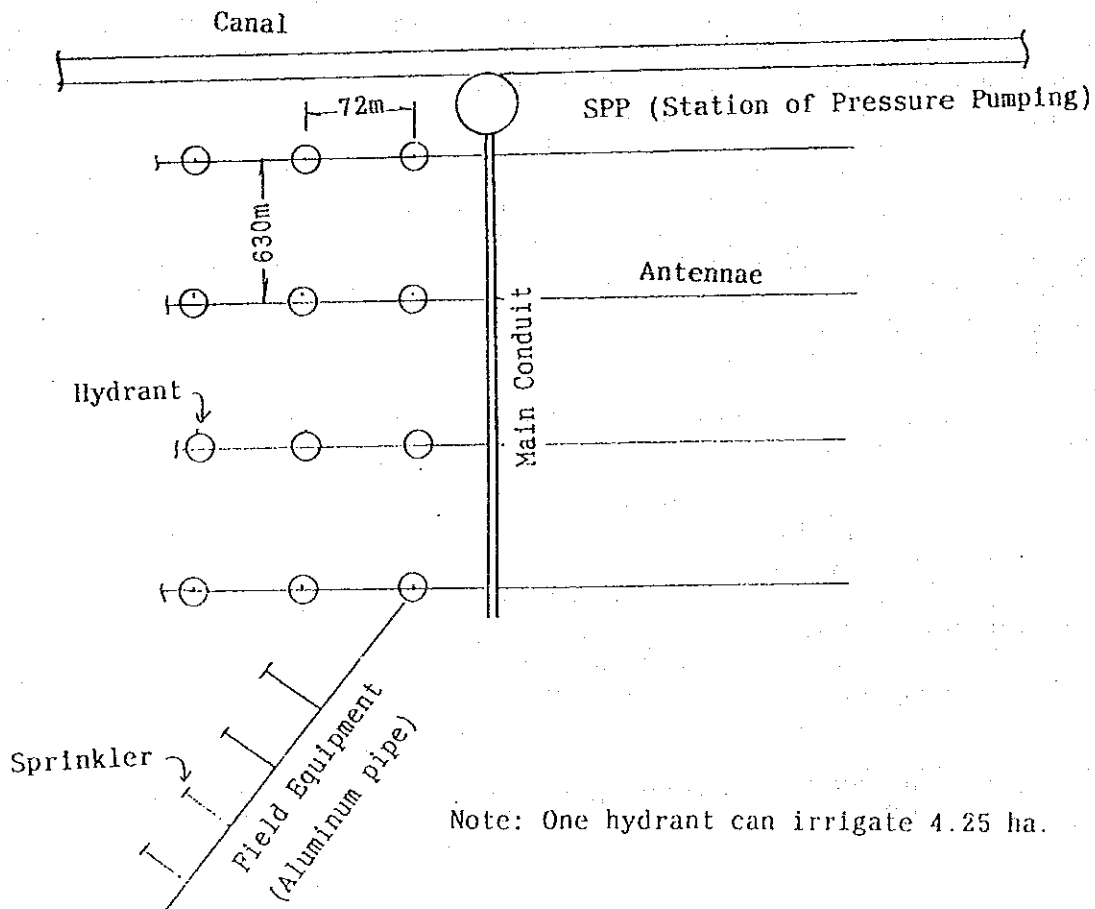 Canal
72m
SPP (Station of Pressure Pumping)
630m
Antennae
Main Conduit
Hydrant
Sprinkler
Field Equipment
(Aluminum pipe)
Note: One hydrant can irrigate 4.25 ha.